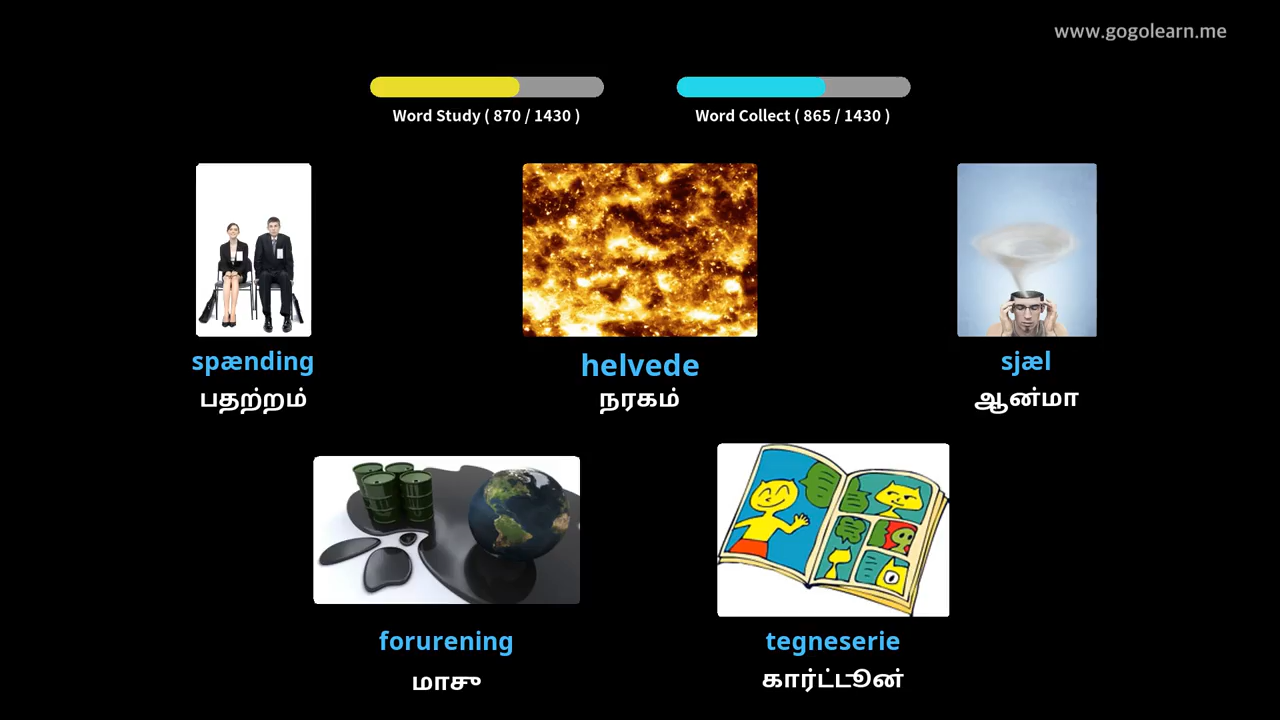 www.gogolearn.me
Word Study ( 870 / 1430 )
Word Collect ( 865 / 1430 )
spænding
பதற்றம்
helvede
நரகம்
sjæl
ஆன்மா
forurening
மாசு
tegneserie
கார்ட்டூன்